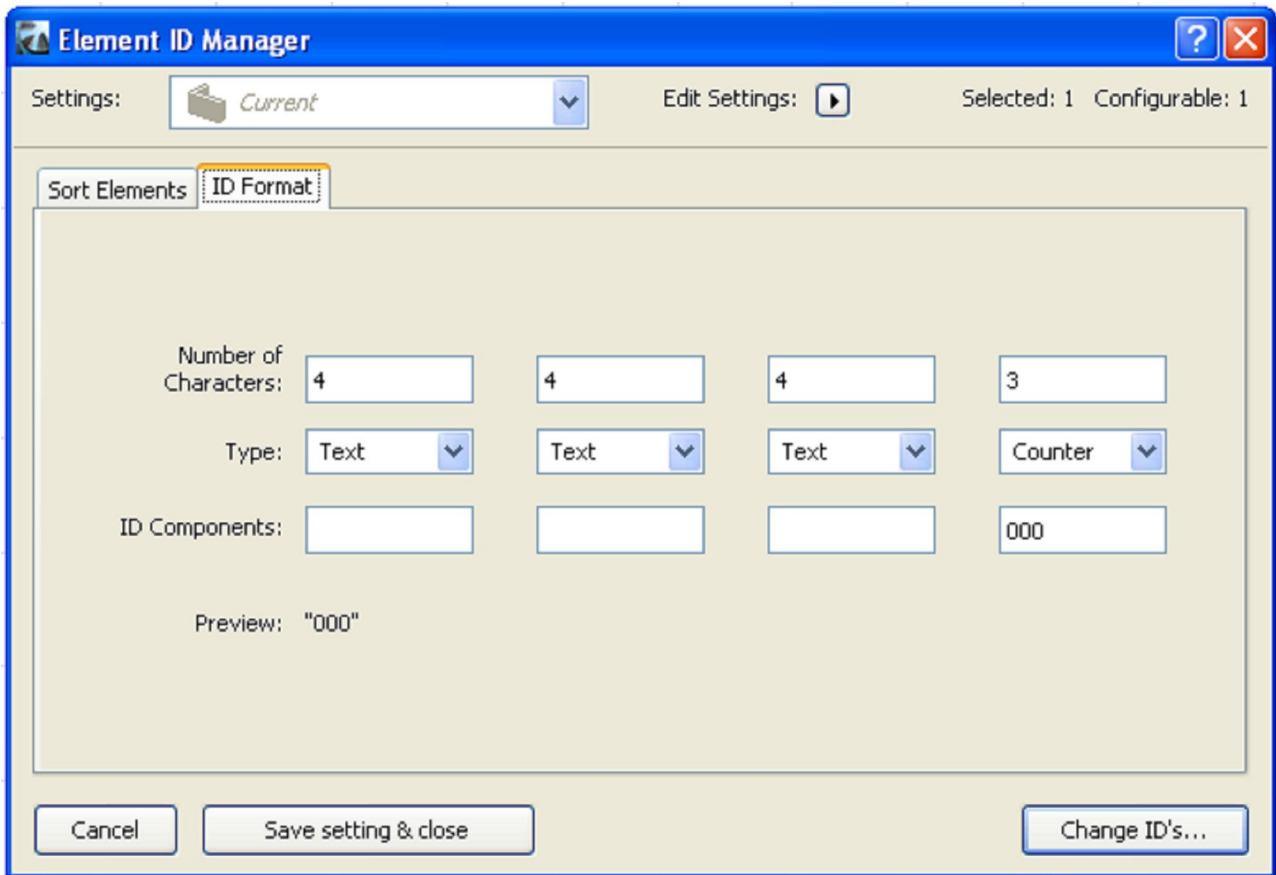 Element ID Manager
Settings: Current Edit Settings: Selected: 1 Configurable: 1
Sort Elements ID Format
Number of
Characters: 4 4 4 3
Type: Text Text Text Counter
ID Components: 000
Preview: "000"
Cancel Save setting & close Change ID's...